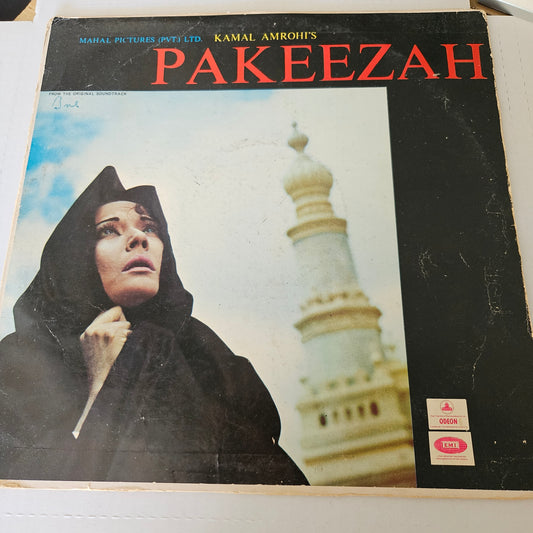 MAHAL PICTURES (PVT.) LTD. KAMAL AMROHI'S
PAKEEZAH
FROM THE ORIGINAL SOUNDTRACK
ODEON
EMI